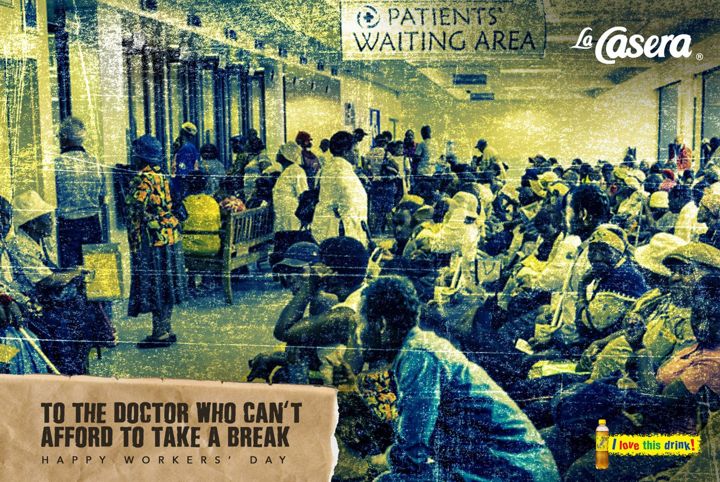 PATIENTS'
WAITING AREA
La Casera®
TO THE DOCTOR WHO CAN'T
AFFORD TO TAKE A BREAK
HAPPY WORKERS' DAY
I love this drink!